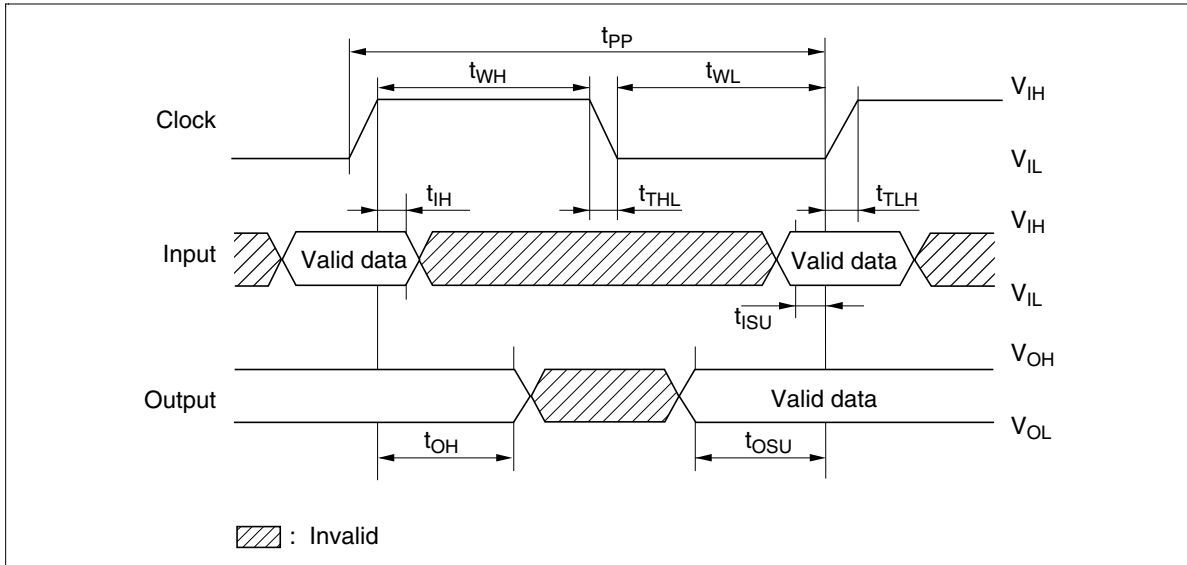 tPP
tWH
tWL
VIH
Clock
VIL
tIH
tTHL
tTLH
VIH
Input
Valid data
Valid data
VIL
tISU
VOH
Output
Valid data
VOL
tOH
tOSU
: Invalid